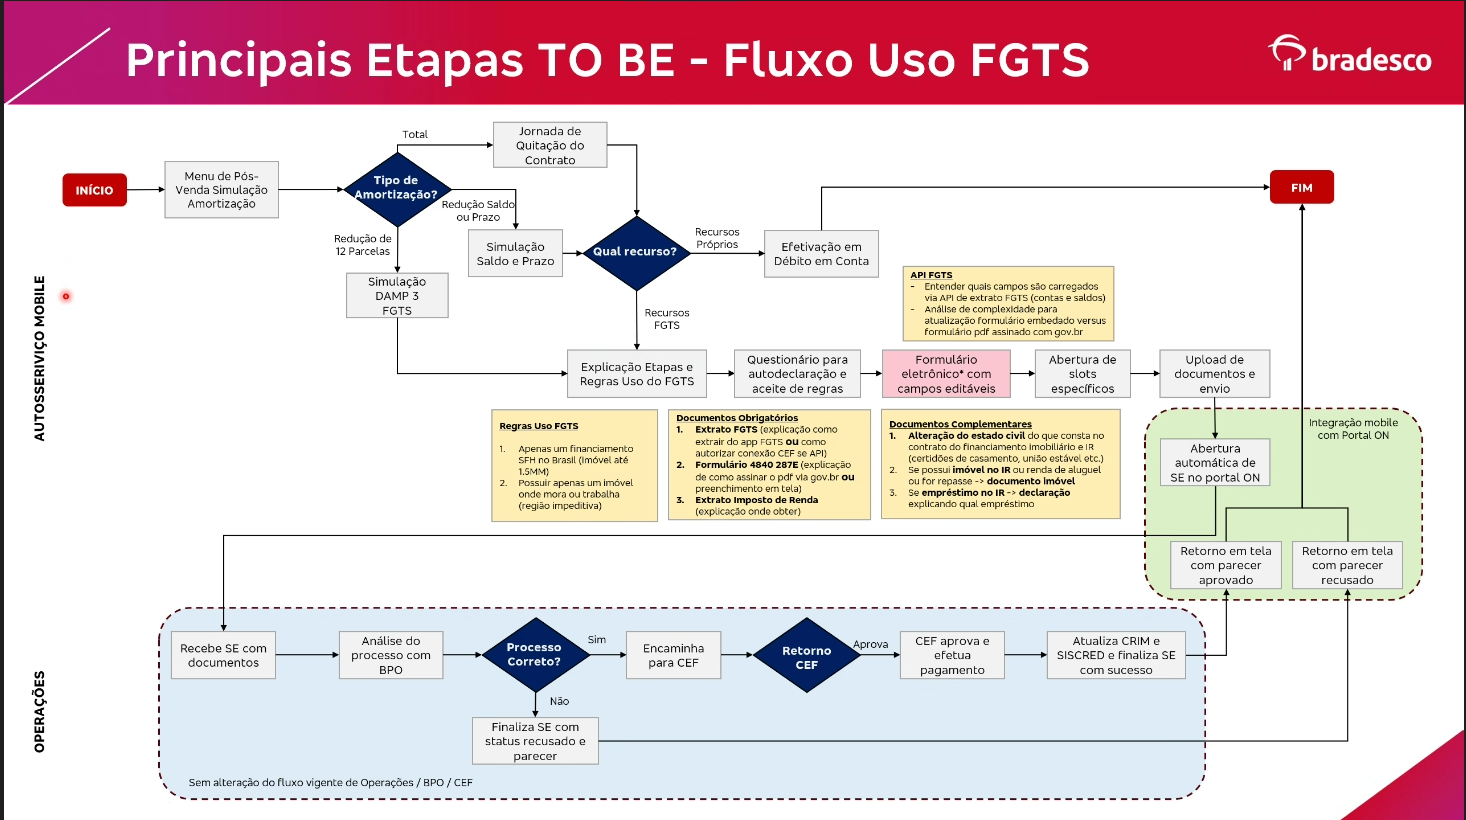 Principais Etapas TO BE - Fluxo Uso FGTS
bradesco
AUTOSSERIVIÇO MOBILE
INÍCIO
Menu de Pós-
Venda Simulação
Amortização
Tipo de
Amortização?
Total
Jornada de
Quitação do
Contrato
Redução Saldo
ou Prazo
Simulação
Saldo e Prazo
Redução de
12 Parcelas
Simulação
DAMP 3
FGTS
Qual recurso?
Recursos
Próprios
Efetivação em
Débito em Conta
FIM
Recursos
FGTS
API FGTS
- Entender quais campos são carregados
via API de extrato FGTS (contas e saldos)
- Análise de complexidade para
atualização formulário embedado versus
formulário pdf assinado com gov.br
Explicação Etapas e
Regras Uso do FGTS
Questionário para
autodeclaração e
aceite de regras
Formulário
eletrônico* com
campos editáveis
Abertura de
slots
específicos
Upload de
documentos e
envio
Regras Uso FGTS
1. Apenas um financiamento
SFH no Brasil (Imóvel até
1.5MM)
2. Possuir apenas um imóvel
onde mora ou trabalha
(região impeditiva)
Documentos Obrigatórios
1. Extrato FGTS (explicação como
extrair do app FGTS ou como
autorizar conexão CEF se API)
2. Formulário 4840 287E (explicação
de como assinar o pdf via gov.br ou
preenchimento em tela)
3. Extrato Imposto de Renda
(explicação onde obter)
Documentos Complementares
1. Alteração do estado civil do que consta no
contrato do financiamento imobiliário e IR
(certidões de casamento, união estável etc.)
2. Se possui imóvel no IR ou renda de aluguel
ou for repasse -> documento imóvel
3. Se empréstimo no IR -> declaração
explicando qual empréstimo
Integração mobile
com Portal ON
Abertura
automática de
SE no portal ON
Retorno em tela
com parecer
aprovado
Retorno em tela
com parecer
recusado
OPERAÇÕES
Recebe SE com
documentos
Análise do
processo com
BPO
Processo
Correto?
Sim
Encaminha
para CEF
Retorno
CEF
Aprova
CEF aprova e
efetua
pagamento
Atualiza CRIM e
SISCRED e finaliza SE
com sucesso
Não
Finaliza SE com
status recusado e
parecer
Sem alteração do fluxo vigente de Operações / BPO / CEF